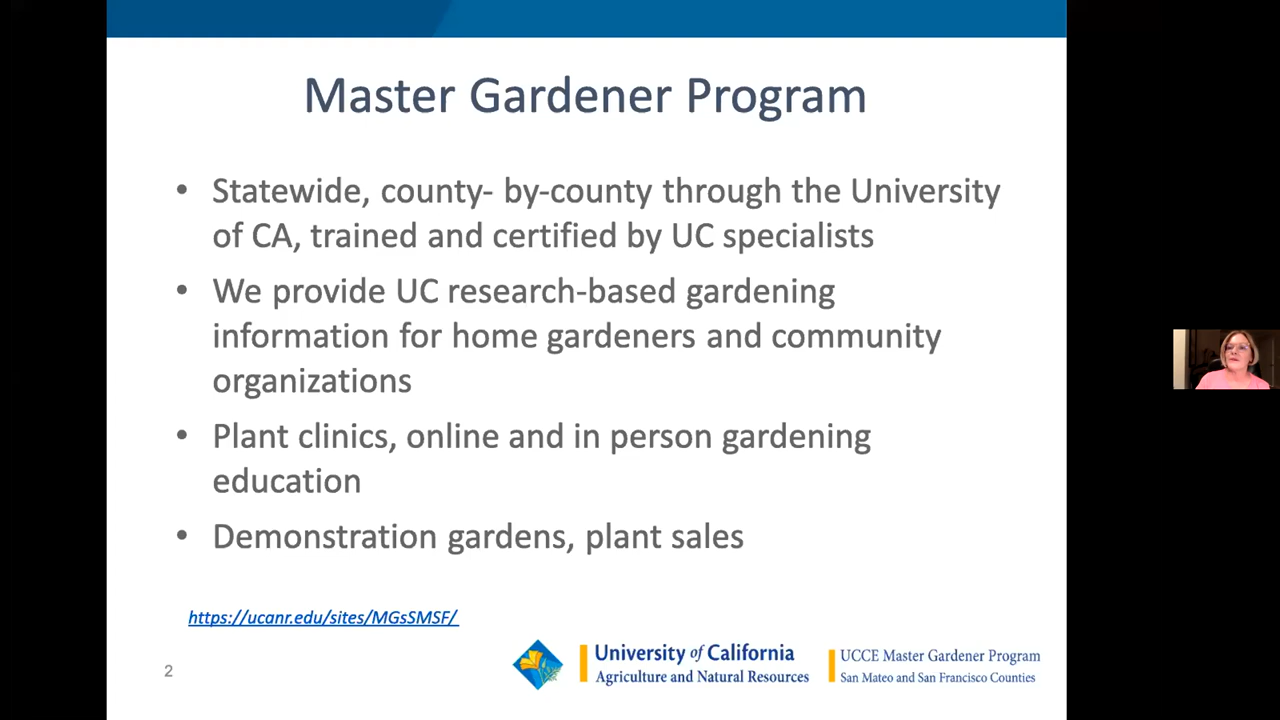 Master Gardener Program
• Statewide, county- by-county through the University
of CA, trained and certified by UC specialists
• We provide UC research-based gardening
information for home gardeners and community
organizations
• Plant clinics, online and in person gardening
education
• Demonstration gardens, plant sales
https://ucanr.edu/sites/MGsSMSF/
2
University of California
Agriculture and Natural Resources
UCCE Master Gardener Program
San Mateo and San Francisco Counties